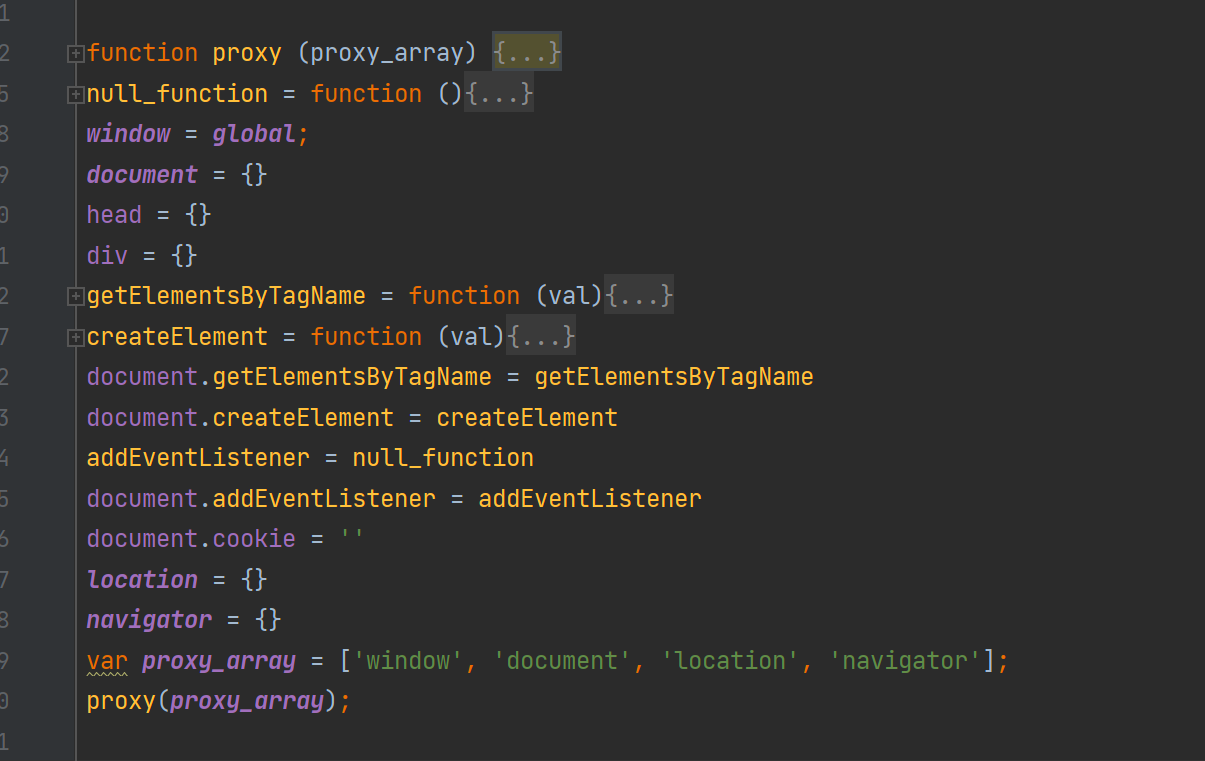 1
2 function proxy (proxy_array) {...}
5 null_function = function (){...}
8 window = global;
9 document = {}
0 head = {}
1 div = {}
2 getElementsByTagName = function (val){...}
7 createElement = function (val){...}
2 document.getElementsByTagName = getElementsByTagName
3 document.createElement = createElement
4 addEventListener = null_function
5 document.addEventListener = addEventListener
6 document.cookie = ''
7 location = {}
8 navigator = {}
9 var proxy_array = ['window', 'document', 'location', 'navigator'];
0 proxy(proxy_array);
1